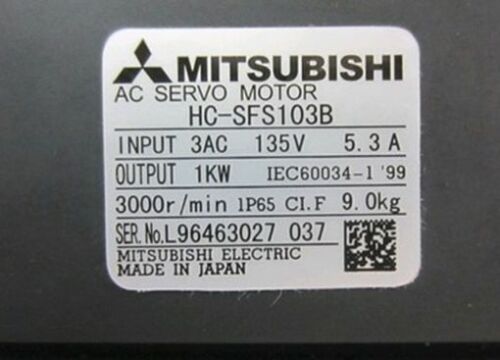 MITSUBISHI
AC SERVO MOTOR
HC-SFS103B
INPUT 3AC 135V 5.3A
OUTPUT 1KW IEC60034-1 '99
3000r/min IP65 CI.F 9.0kg
SER.No.L96463027 037
MITSUBISHI ELECTRIC
MADE IN JAPAN